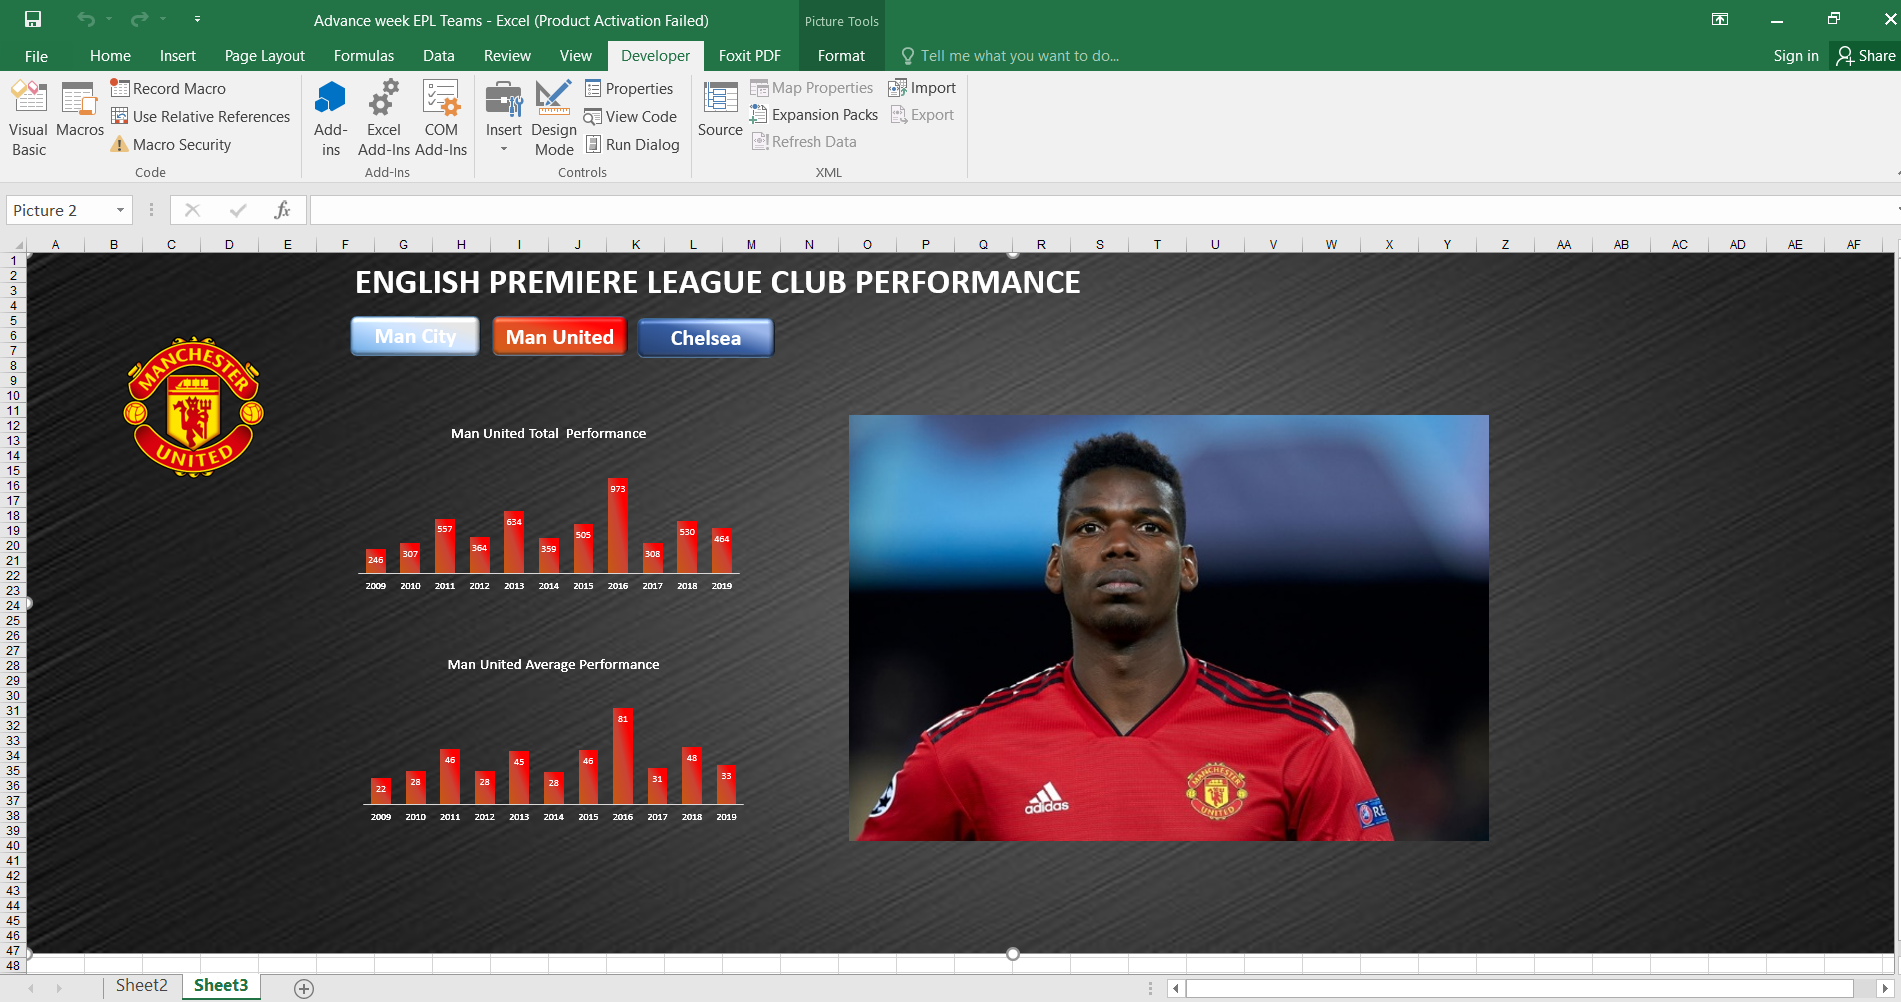 Advance week EPL Teams - Excel (Product Activation Failed)
Picture Tools
File Home Insert Page Layout Formulas Data Review View Developer Foxit PDF Format Tell me what you want to do... Sign in Share
Visual Basic
Macros
Record Macro
Use Relative References
Macro Security
Code
Add-ins
Excel Add-Ins
COM Add-Ins
Add-Ins
Insert
Design Mode
Properties
View Code
Run Dialog
Controls
Source
Map Properties
Expansion Packs
Refresh Data
Import
Export
XML
Picture 2
fx
A B C D E F G H I J K L M N O P Q R S T U V W X Y Z AA AB AC AD AE AF
1
2
3
4
5
6
7
8
9
10
11
12
13
14
15
16
17
18
19
20
21
22
23
24
25
26
27
28
29
30
31
32
33
34
35
36
37
38
39
40
41
42
43
44
45
46
47
48
ENGLISH PREMIERE LEAGUE CLUB PERFORMANCE
Man City Man United Chelsea
MANCHESTER
UNITED
Man United Total  Performance
246 307 557 364 634 359 505 973 308 530 464
2009 2010 2011 2012 2013 2014 2015 2016 2017 2018 2019
Man United Average Performance
22 28 46 28 45 28 46 81 31 48 33
2009 2010 2011 2012 2013 2014 2015 2016 2017 2018 2019
adidas
MANCHESTER
UNITED
RE
Sheet2 Sheet3